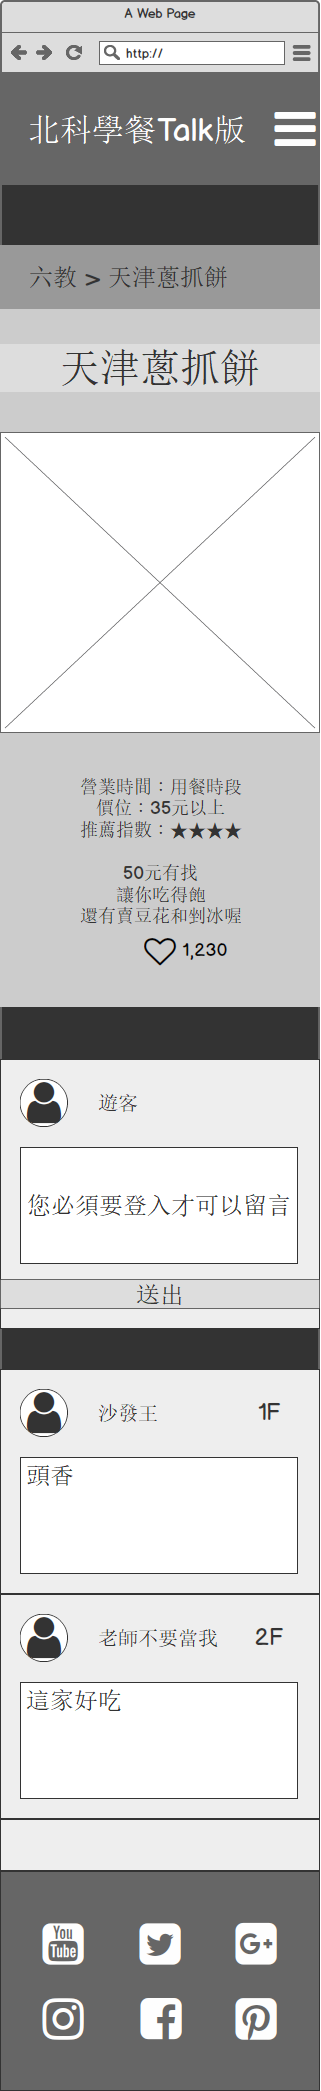 A Web Page
http://
北科學餐Talk版
六教 > 天津蔥抓餅
天津蔥抓餅
營業時間：用餐時段
價位：35元以上
推薦指數：★★★★
50元有找
讓你吃得飽
還有賣豆花和剉冰喔
1,230
遊客
您必須要登入才可以留言
送出
沙發王 1F
頭香
老師不要當我 2F
這家好吃
You
Tube
G+